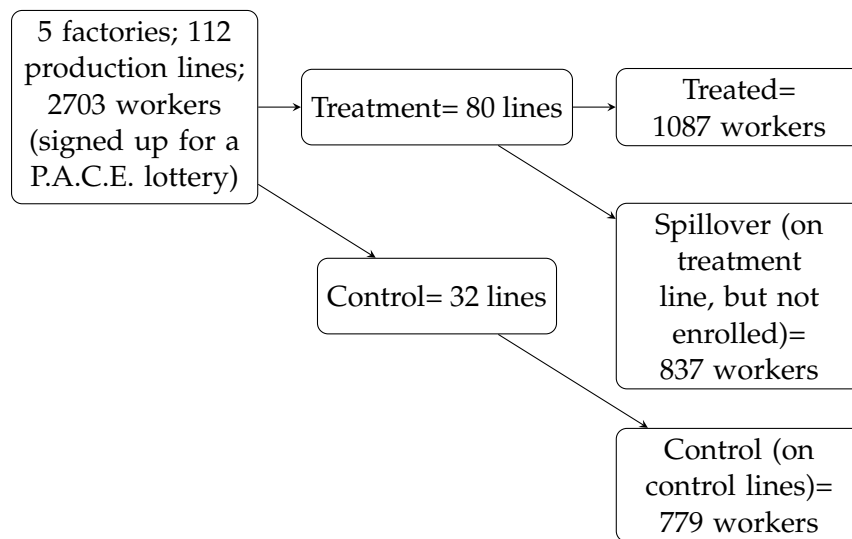 5 factories; 112
production lines;
2703 workers
(signed up for a
P.A.C.E. lottery)
Treatment= 80 lines
Treated=
1087 workers
Spillover (on
treatment
line, but not
enrolled)=
837 workers
Control= 32 lines
Control (on
control lines)=
779 workers